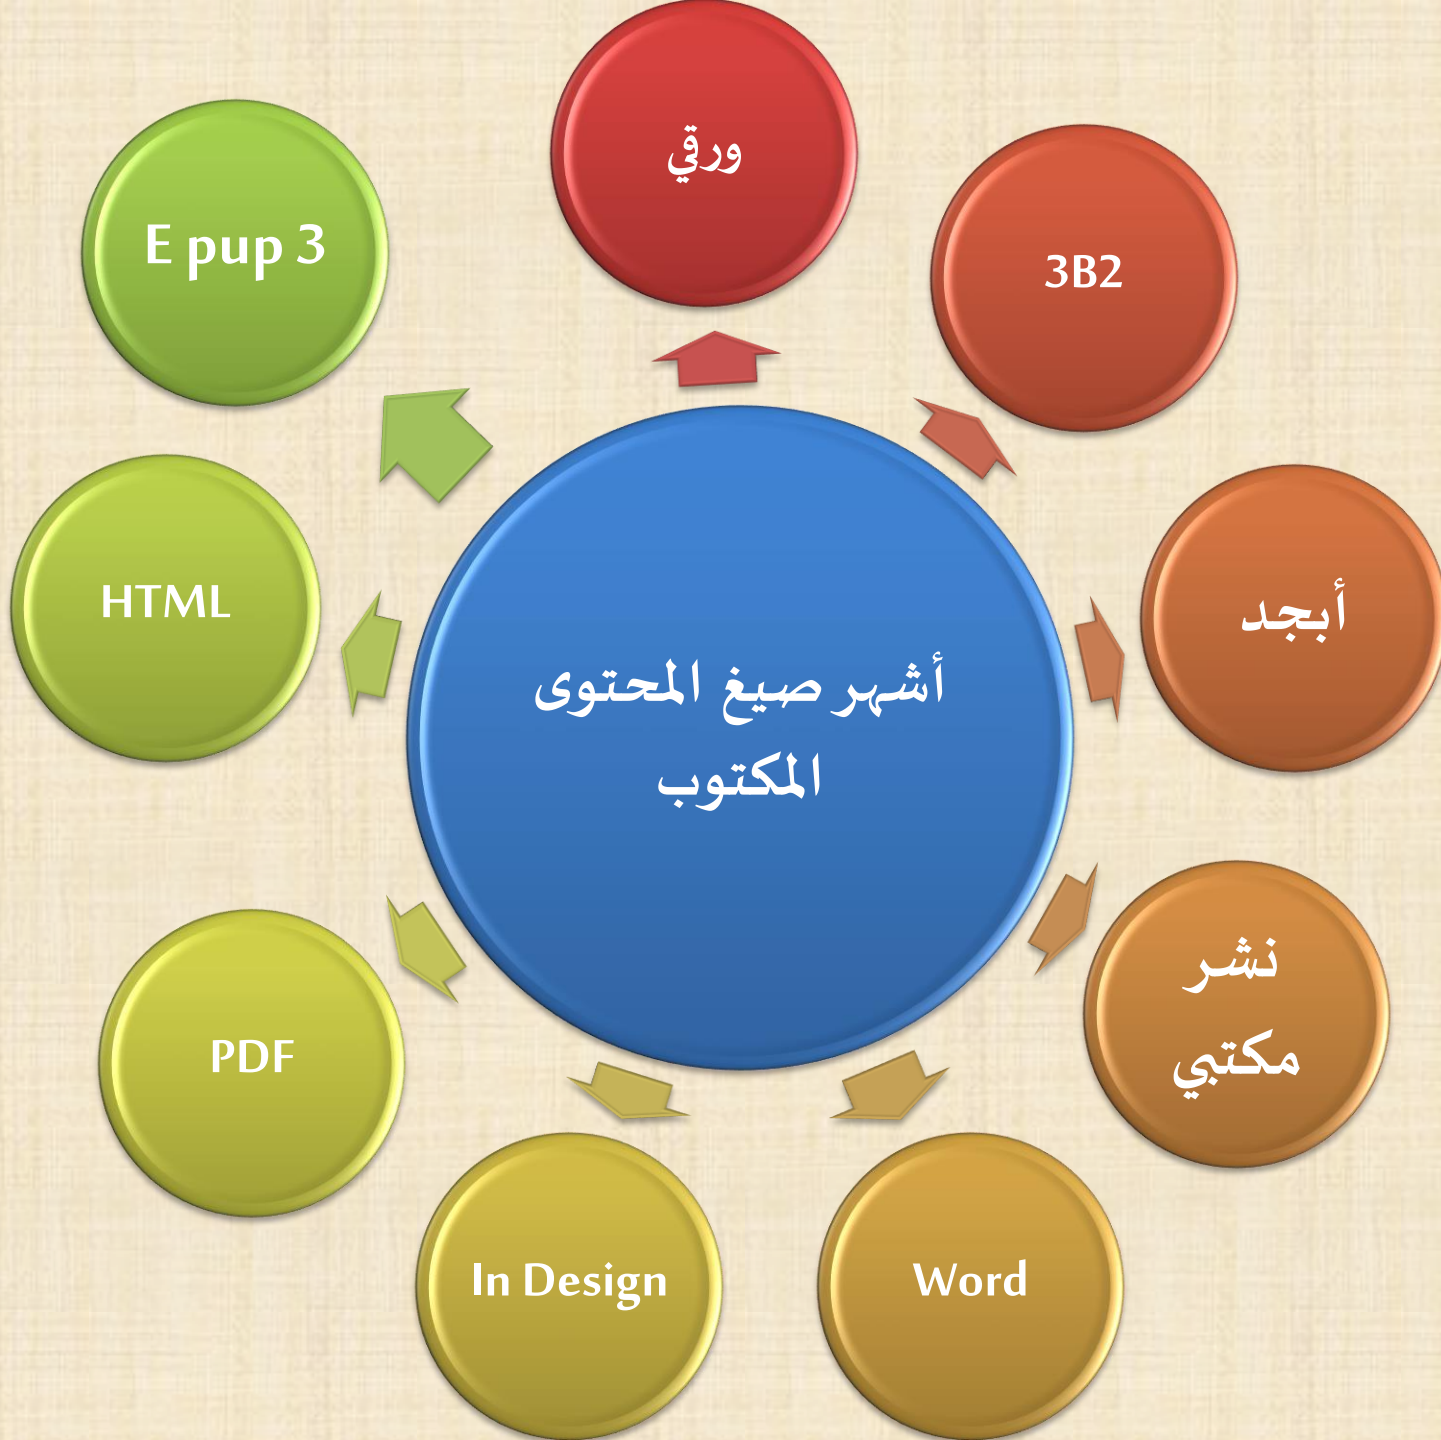 ورقي
3B2
أبجد
نشر
مكتبي
Word
In Design
PDF
HTML
E pup 3
أشهر صيغ المحتوى
المكتوب